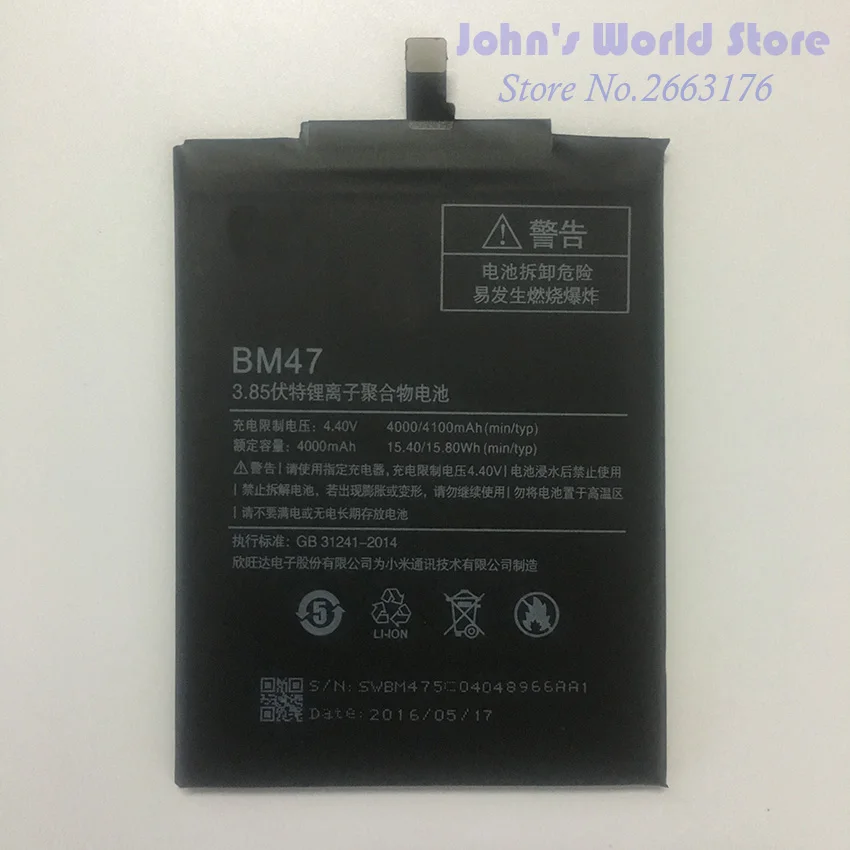 John's World Store
Store No.2663176
警告
电池拆卸危险
易发生燃烧爆炸
BM47
3.85伏特锂离子聚合物电池
充电限制电压: 4.40V 4000/4100mAh(min/typ)
额定容量: 4000mAh 15.40/15.80Wh(min/typ)
警告|请使用指定充电器, 充电限制电压4.40V|电池浸水后禁止使用
|禁止拆解电池, 若出现膨胀或变形, 请勿继续使用|勿将电池置于高温区
|请不要满电或无电长期存放电池
执行标准: GB 31241-2014
欣旺达电子股份有限公司为小米通讯技术有限公司制造
5
LI-ION
S/N: SWBM475C04048966AA1
Date: 2016/05/17